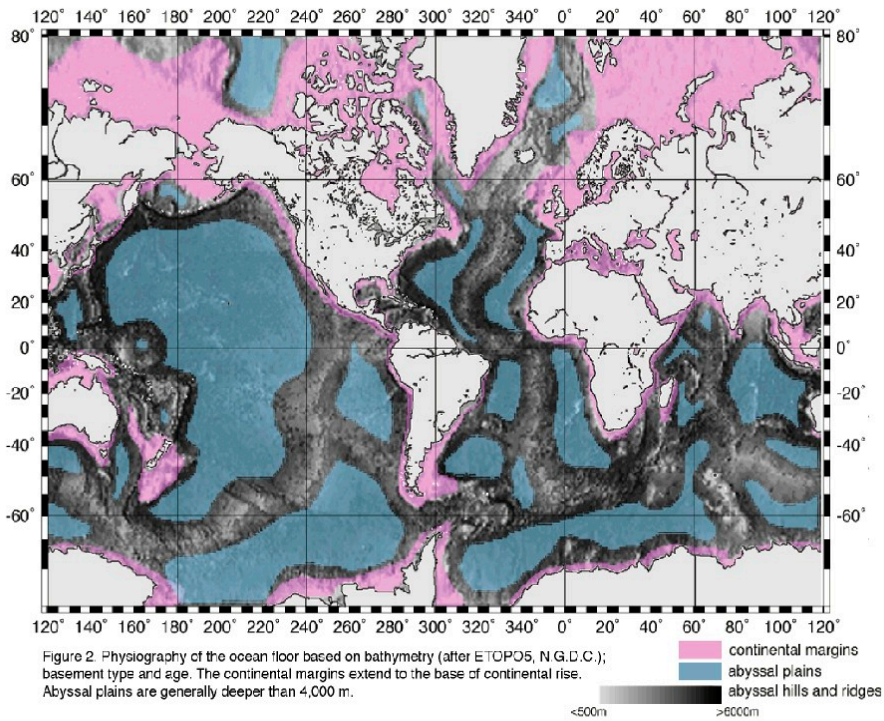 120° 140° 160° 180° 200° 220° 240° 260° 280° 300° 320° 340° 0° 20° 40° 60° 80° 100° 120°
80° 80°
60° 60°
40° 40°
20° 20°
0° 0°
-20° -20°
-40° -40°
-60° -60°
120° 140° 160° 180° 200° 220° 240° 260° 280° 300° 320° 340° 0° 20° 40° 60° 80° 100° 120°
Figure 2. Physiography of the ocean floor based on bathymetry (after ETOPO5, N.G.D.C.);
basement type and age. The continental margins extend to the base of continental rise.
Abyssal plains are generally deeper than 4,000 m.
continental margins
abyssal plains
abyssal hills and ridges
<500m >6000m